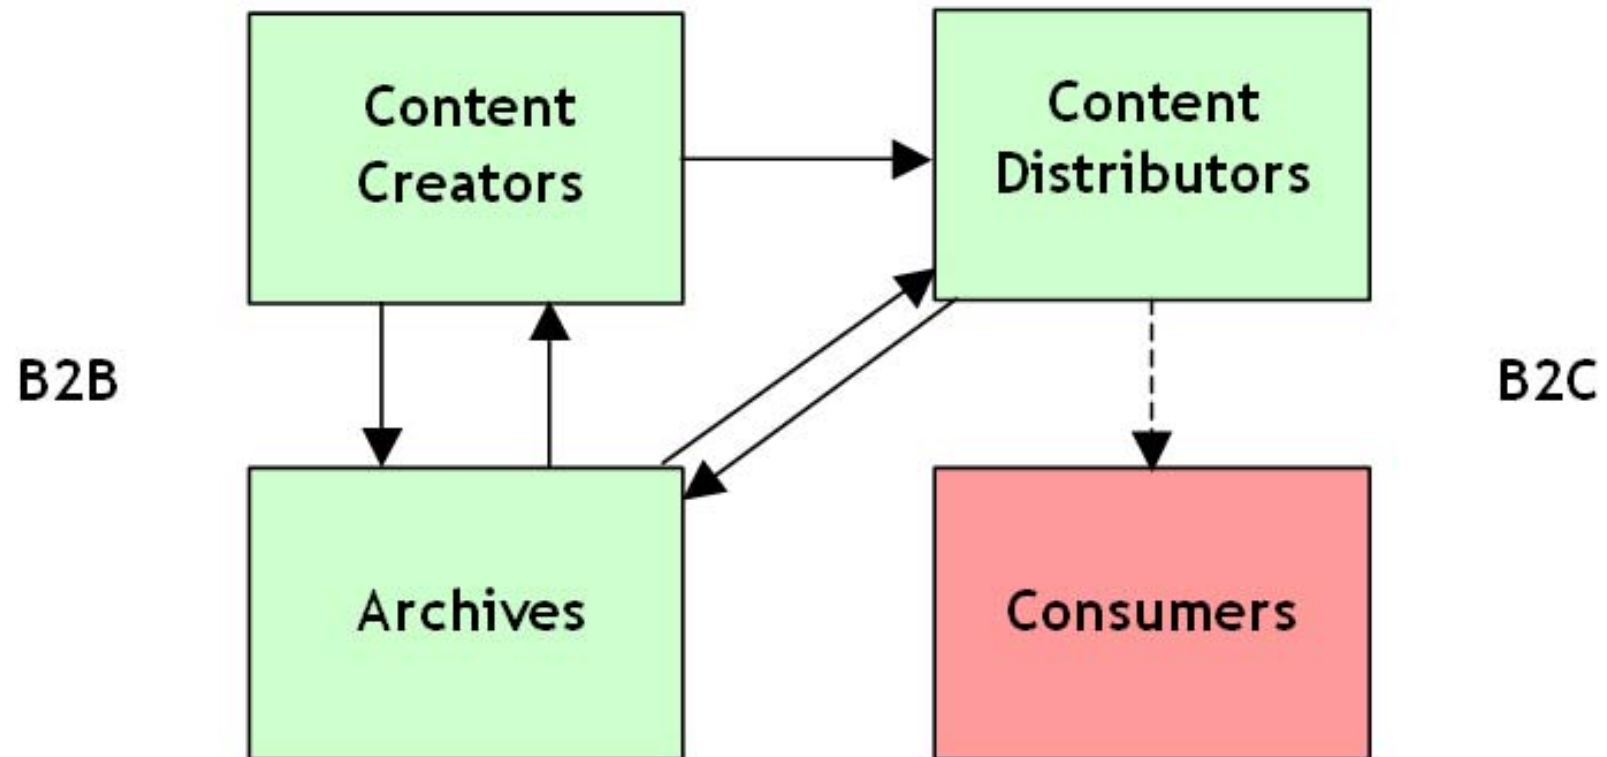 Content
Creators
Content
Distributors
B2B
B2C
Archives
Consumers